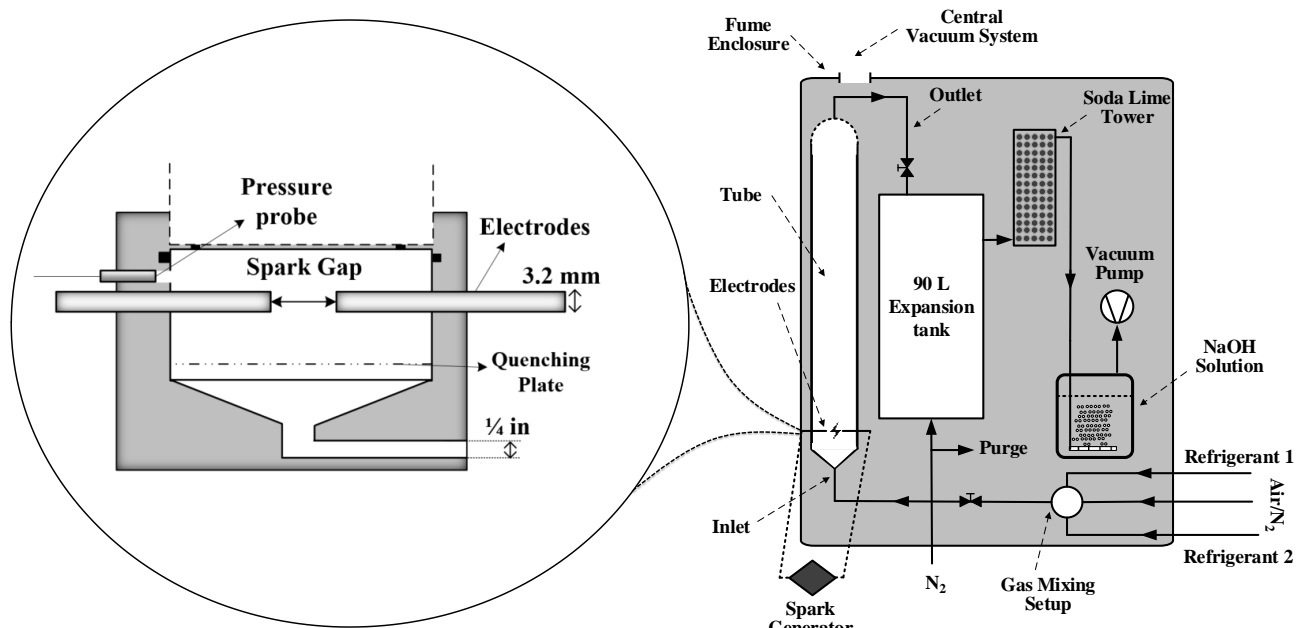 Pressure
probe
Electrodes
Spark Gap
3.2 mm
Quenching
Plate
¼ in
Fume
Enclosure
Central
Vacuum System
Outlet
Soda Lime
Tower
Tube
Vacuum
Pump
90 L
Expansion
tank
Electrodes
NaOH
Solution
Purge
Refrigerant 1
Air/N₂
Inlet
Refrigerant 2
N₂
Gas Mixing
Setup
Spark
Generator